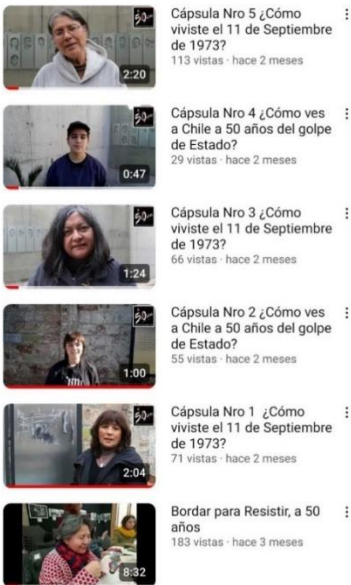 Cápsula Nro 5 ¿Cómo
viviste el 11 de Septiembre
de 1973?
113 vistas · hace 2 meses
50
2:20
Cápsula Nro 4 ¿Cómo ves
a Chile a 50 años del golpe
de Estado?
29 vistas · hace 2 meses
50
0:47
Cápsula Nro 3 ¿Cómo
viviste el 11 de Septiembre
de 1973?
66 vistas · hace 2 meses
50
1:24
Cápsula Nro 2 ¿Cómo ves
a Chile a 50 años del golpe
de Estado?
55 vistas · hace 2 meses
50
1:00
Cápsula Nro 1 ¿Cómo
viviste el 11 de Septiembre
de 1973?
71 vistas · hace 2 meses
50
2:04
Bordar para Resistir, a 50
años
183 vistas · hace 3 meses
8:32